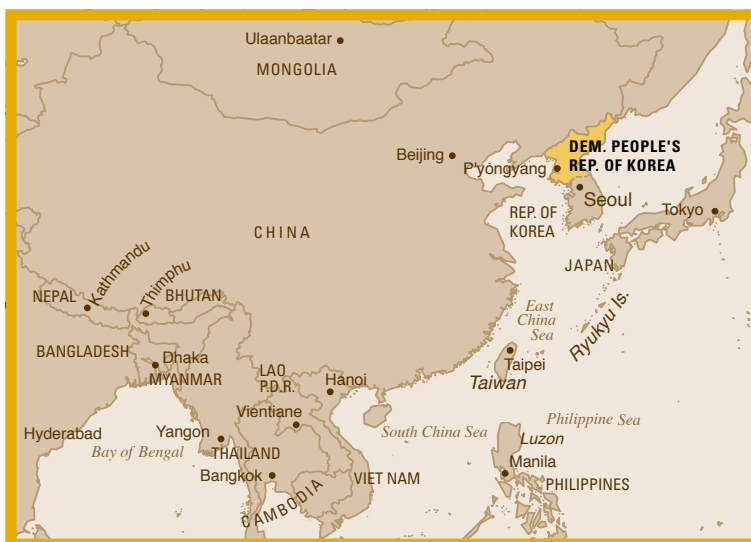 Ulaanbaatar
MONGOLIA
Beijing
DEM. PEOPLE'S
REP. OF KOREA
P'yŏngyang
Seoul
REP. OF
KOREA
Tokyo
CHINA
JAPAN
Kathmandu
Thimphu
NEPAL
BHUTAN
East
China
Sea
Ryukyu Is.
BANGLADESH
Dhaka
MYANMAR
LAO
P.D.R.
Hanoi
Taipei
Taiwan
Vientiane
Hyderabad
Bay of Bengal
Yangon
THAILAND
Bangkok
CAMBODIA
VIET NAM
South China Sea
Philippine Sea
Luzon
Manila
PHILIPPINES